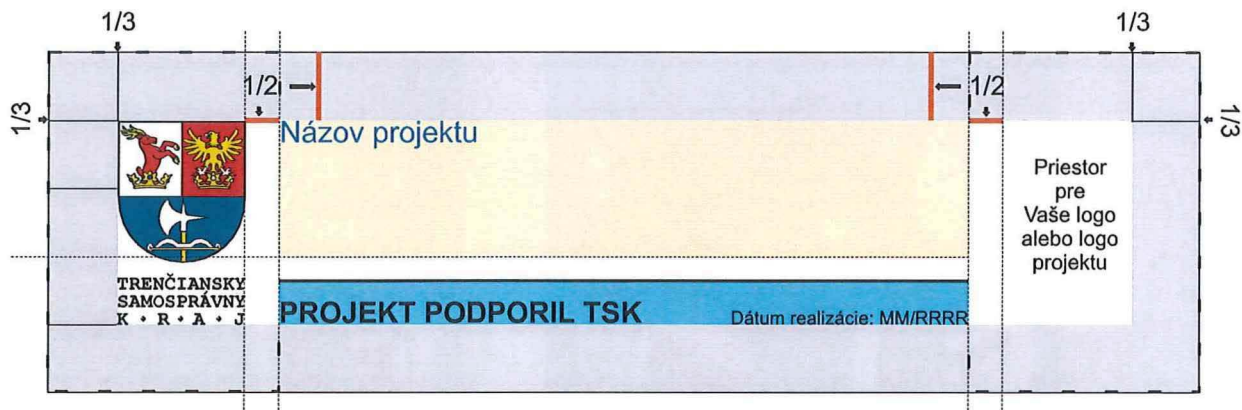 1/3
1/3
1/2
1/2
1/3
1/3
Názov projektu
Priestor
pre
Vaše logo
alebo logo
projektu
TRENČIANSKY
SAMOSPRÁVNY
K · R · A · J
PROJEKT PODPORIL TSK
Dátum realizácie: MM/RRRR